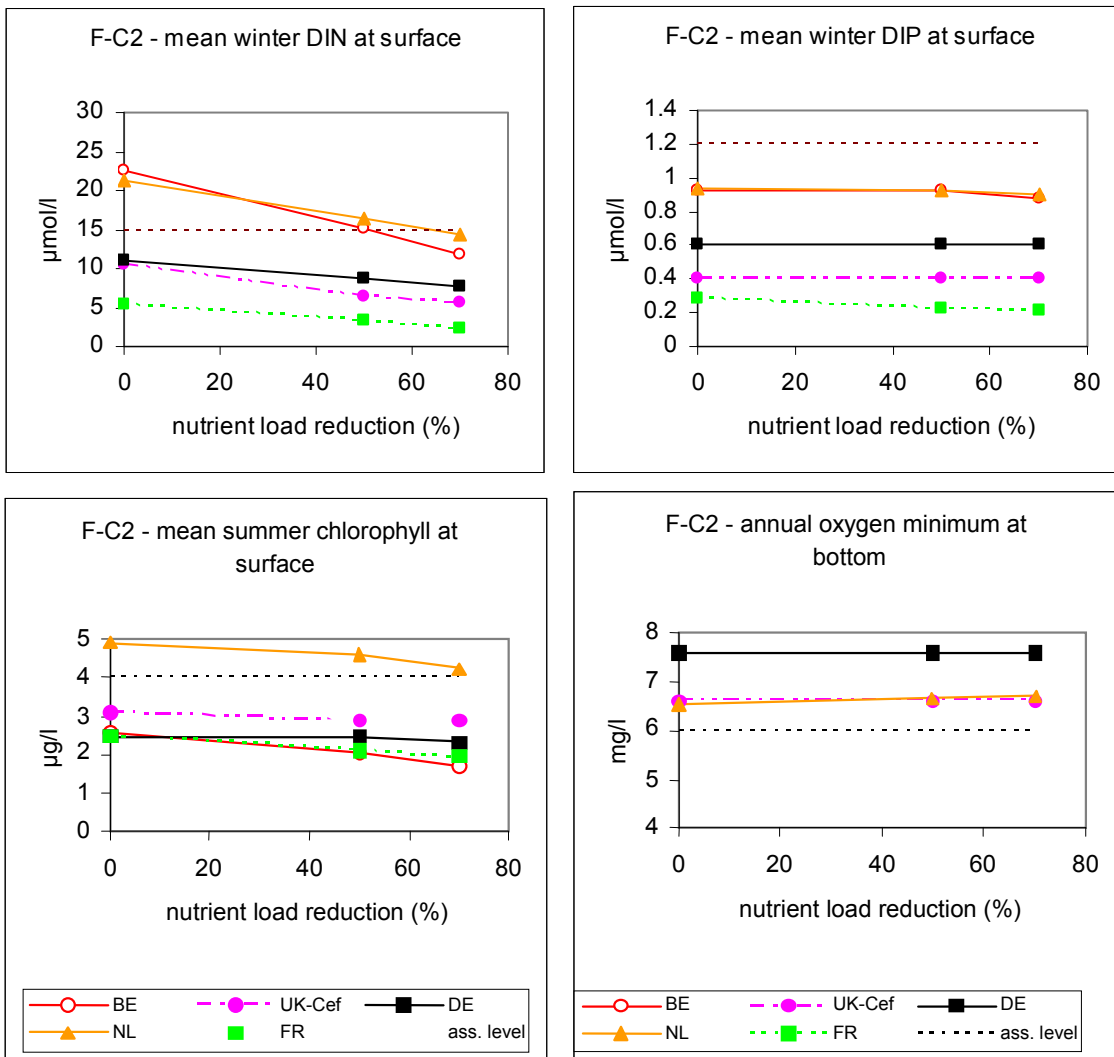 F-C2 - mean winter DIN at surface
30
25
20
15
10
5
0
µmol/l
0 20 40 60 80
nutrient load reduction (%)
F-C2 - mean winter DIP at surface
1.4
1.2
1
0.8
0.6
0.4
0.2
0
µmol/l
0 20 40 60 80
nutrient load reduction (%)
F-C2 - mean summer chlorophyll at
surface
5
4
3
2
1
0
µg/l
0 20 40 60 80
nutrient load reduction (%)
BE UK-Cef DE
NL FR ass. level
F-C2 - annual oxygen minimum at
bottom
8
7
6
5
4
mg/l
0 20 40 60 80
nutrient load reduction (%)
BE UK-Cef DE
NL FR ass. level